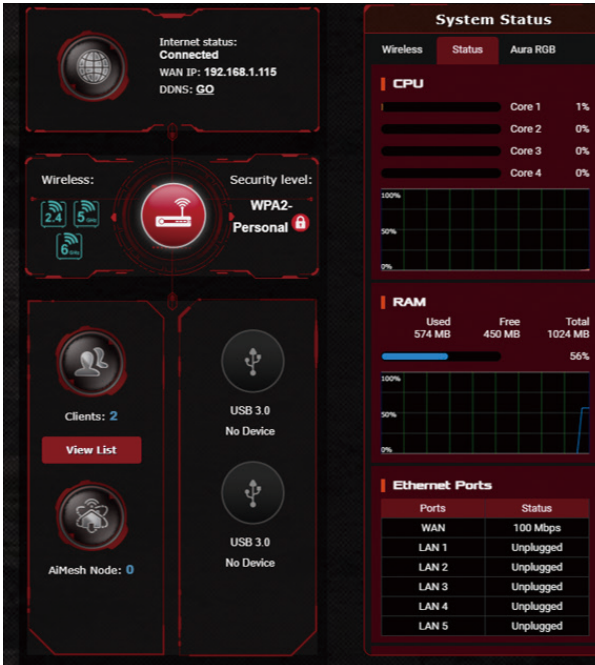 Internet status:
Connected
WAN IP: 192.168.1.115
DDNS: GO
Wireless:
2.4
5 GHz
6 GHz
Security level:
WPA2-
Personal
Clients: 2
View List
AiMesh Node: 0
USB 3.0
No Device
USB 3.0
No Device
System Status
Wireless Status Aura RGB
CPU
Core 1 1%
Core 2 0%
Core 3 0%
Core 4 0%
100%
50%
0%
RAM
Used Free Total
574 MB 450 MB 1024 MB
56%
100%
50%
0%
Ethernet Ports
Ports Status
WAN 100 Mbps
LAN 1 Unplugged
LAN 2 Unplugged
LAN 3 Unplugged
LAN 4 Unplugged
LAN 5 Unplugged